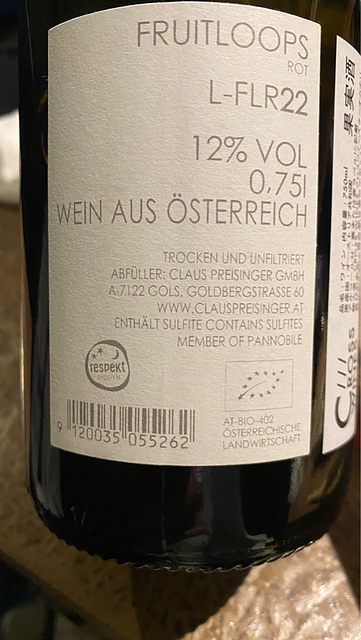 FRUITLOOPS
ROT
L-FLR22
12% VOL
0,75l
WEIN AUS ÖSTERREICH
TROCKEN UND UNFILTRIERT
ABFÜLLER: CLAUS PREISINGER GMBH
A-7122 GOLS, GOLDBERGSTRASSE 60
WWW.CLAUSPREISINGER.AT
ENTHÄLT SULFITE CONTAINS SULFITES
MEMBER OF PANNOBILE
respekt
BIODYN
AT-BIO-402
ÖSTERREICHISCHE
LANDWIRTSCHAFT
9 120035 055262
果実酒
750ml